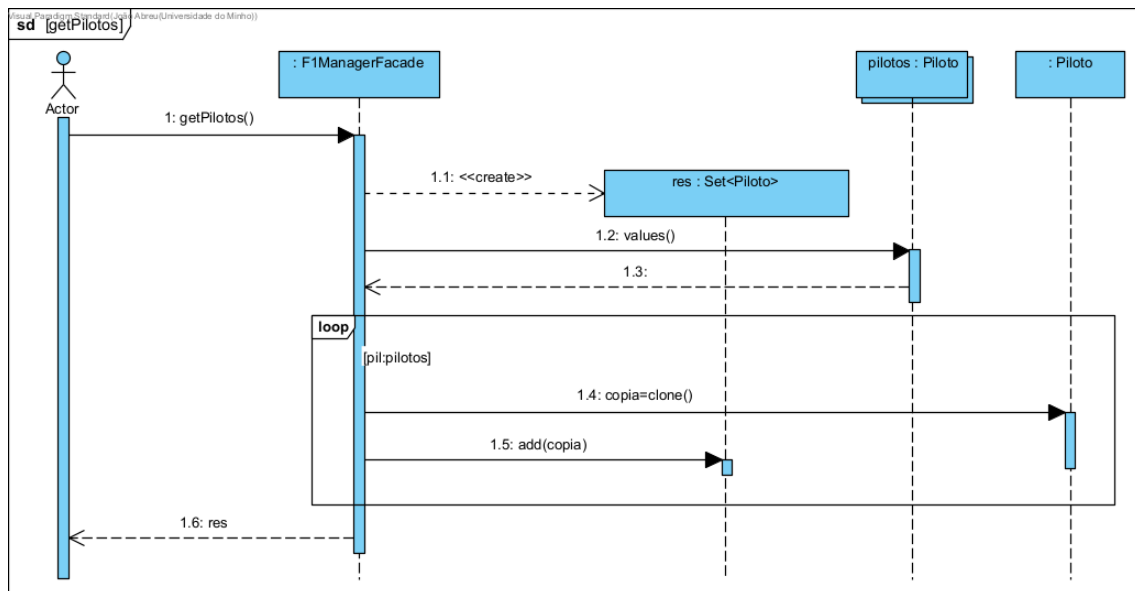 Visual Paradigm Standard(João Abreu(Universidade do Minho))
sd [getPilotos]
Actor
: F1ManagerFacade
pilotos : Piloto
: Piloto
1: getPilotos()
1.1: <<create>>
res : Set<Piloto>
1.2: values()
1.3:
loop
[pil:pilotos]
1.4: copia=clone()
1.5: add(copia)
1.6: res